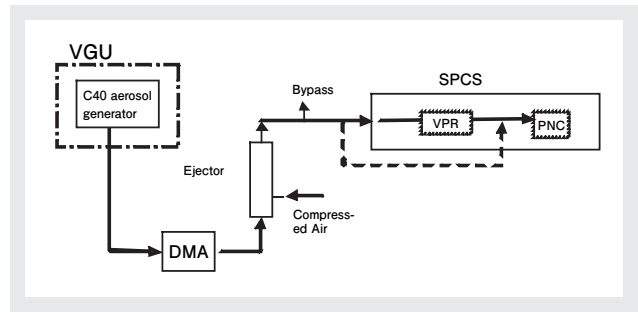 VGU
C40 aerosol
generator
Bypass
SPCS
VPR
PNC
Ejector
Compress-
ed Air
DMA